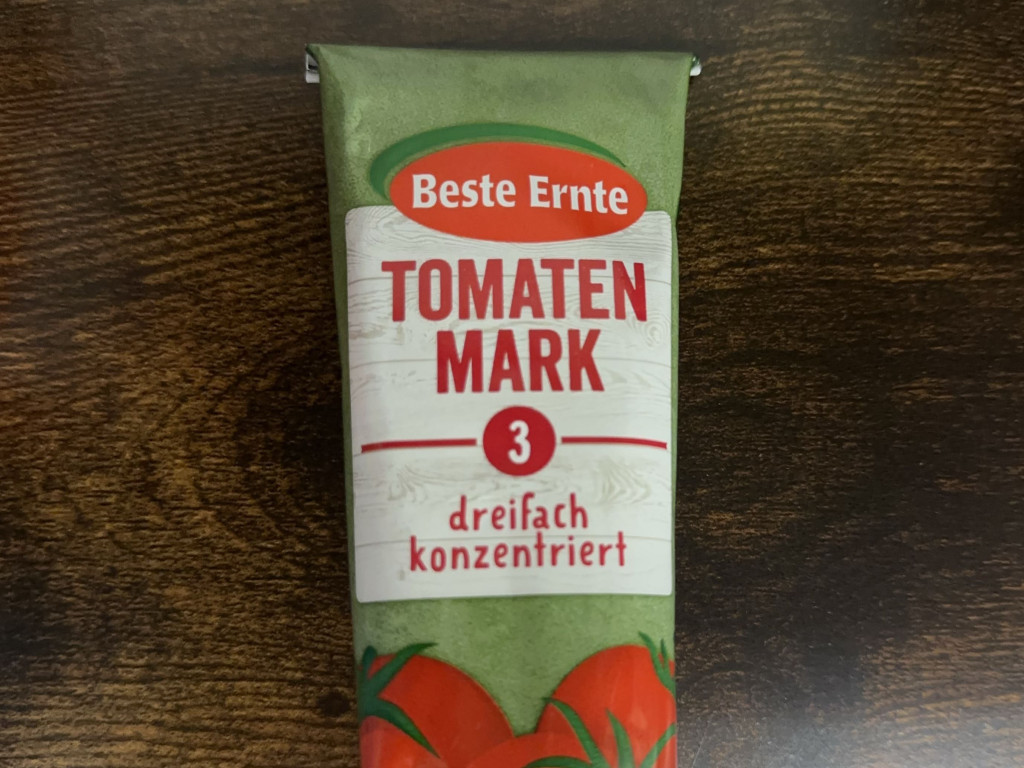 Beste Ernte
TOMATEN
MARK
3
dreifach
konzentriert